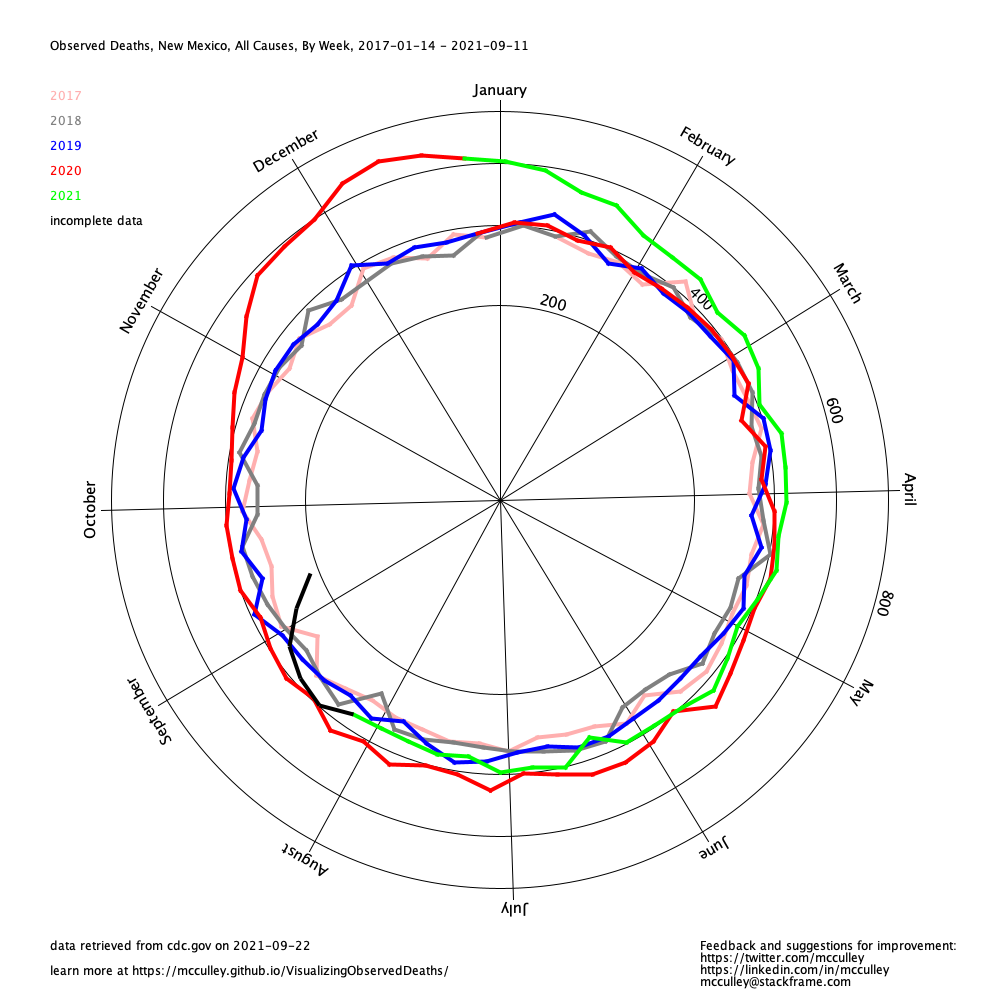 Observed Deaths, New Mexico, All Causes, By Week, 2017-01-14 - 2021-09-11
2017
2018
2019
2020
2021
incomplete data
January
February
March
April
May
June
July
August
September
October
November
December
200
400
600
800
data retrieved from cdc.gov on 2021-09-22
learn more at https://mcculley.github.io/VisualizingObservedDeaths/
Feedback and suggestions for improvement:
https://twitter.com/mcculley
https://linkedin.com/in/mcculley
mcculley@stackframe.com